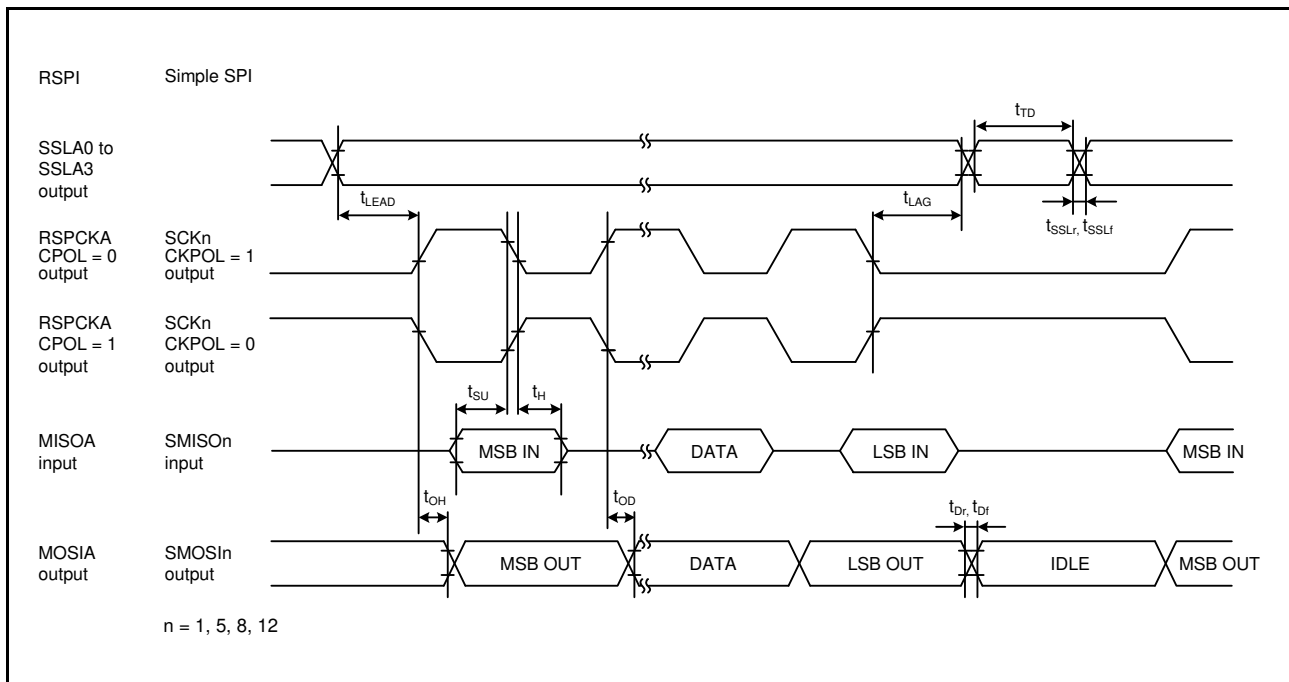 RSPI
Simple SPI
SSLA0 to
SSLA3
output
tTD
tLEAD
tLAG
tSSLr, tSSLf
RSPCKA
CPOL = 0
output
SCKn
CKPOL = 1
output
RSPCKA
CPOL = 1
output
SCKn
CKPOL = 0
output
tSU
tH
MISOA
input
SMISOn
input
MSB IN
DATA
LSB IN
MSB IN
tOH
tOD
tDr, tDf
MOSIA
output
SMOSIn
output
MSB OUT
DATA
LSB OUT
IDLE
MSB OUT
n = 1, 5, 8, 12